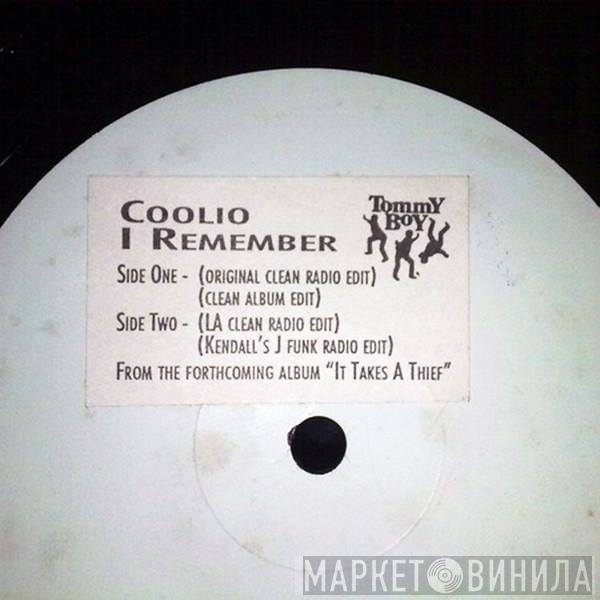 COOLIO
I REMEMBER
TOMMY
BOY
SIDE ONE - (ORIGINAL CLEAN RADIO EDIT)
(CLEAN ALBUM EDIT)
SIDE TWO - (LA CLEAN RADIO EDIT)
(KENDALL'S J FUNK RADIO EDIT)
FROM THE FORTHCOMING ALBUM "IT TAKES A THIEF"
МАРКЕТ ВИНИЛА